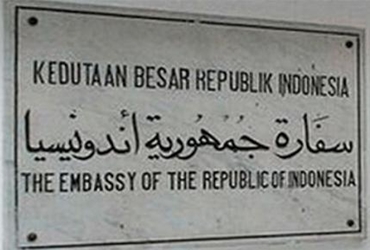 KEDUTAAN BESAR REPUBLIK INDONESIA
سفارة جمهورية أندونيسيا
THE EMBASSY OF THE REPUBLIC OF INDONESIA